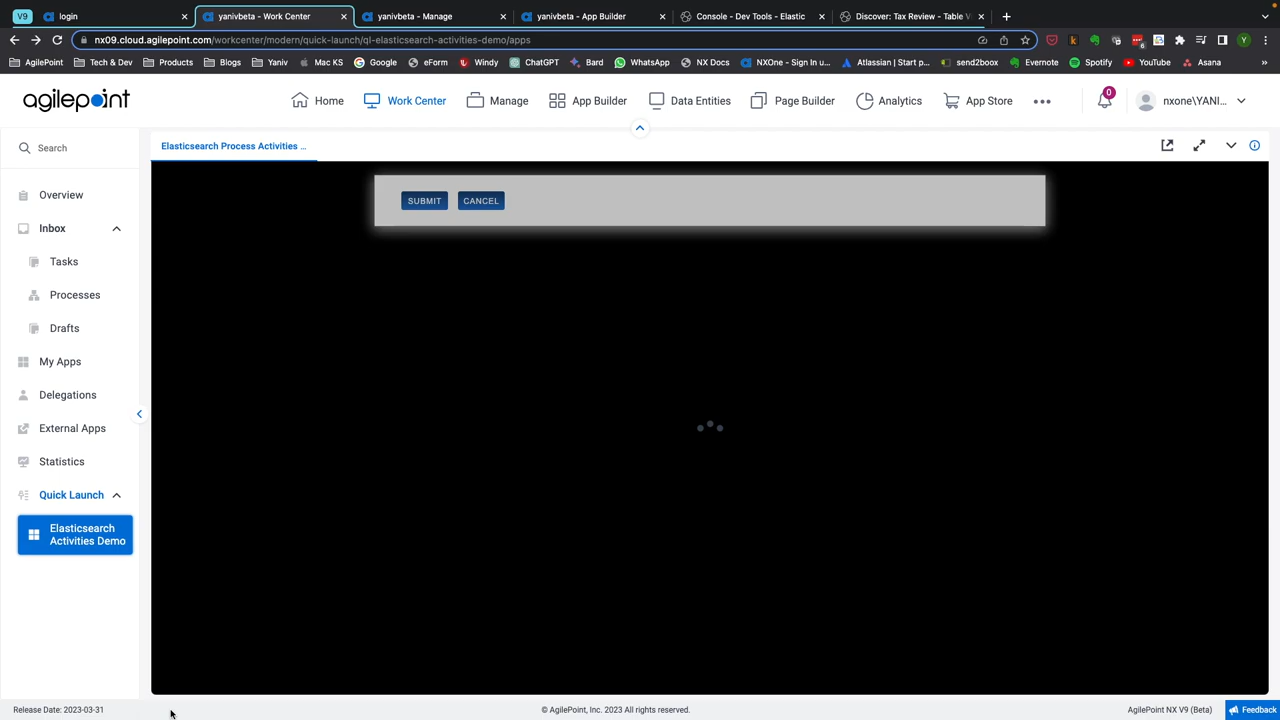 V9
login
yanivbeta - Work Center
yanivbeta - Manage
yanivbeta - App Builder
Console - Dev Tools - Elastic
Discover: Tax Review - Table V
nx09.cloud.agilepoint.com/workcenter/modern/quick-launch/ql-elasticsearch-activities-demo/apps
6
Y
AgilePoint
Tech & Dev
Products
Blogs
Yaniv
Mac KS
Google
eForm
Windy
ChatGPT
Bard
WhatsApp
NX Docs
NXOne - Sign In u...
Atlassian | Start p...
send2boox
Evernote
Spotify
YouTube
Asana
»
agilepoint
Home
Work Center
Manage
App Builder
Data Entities
Page Builder
Analytics
App Store
0
nxone\YANI...
Search
Elasticsearch Process Activities ...
SUBMIT
CANCEL
Overview
Inbox
Tasks
Processes
Drafts
My Apps
Delegations
External Apps
Statistics
Quick Launch
Elasticsearch
Activities Demo
Release Date: 2023-03-31
© AgilePoint, Inc. 2023 All rights reserved.
AgilePoint NX V9 (Beta)
Feedback